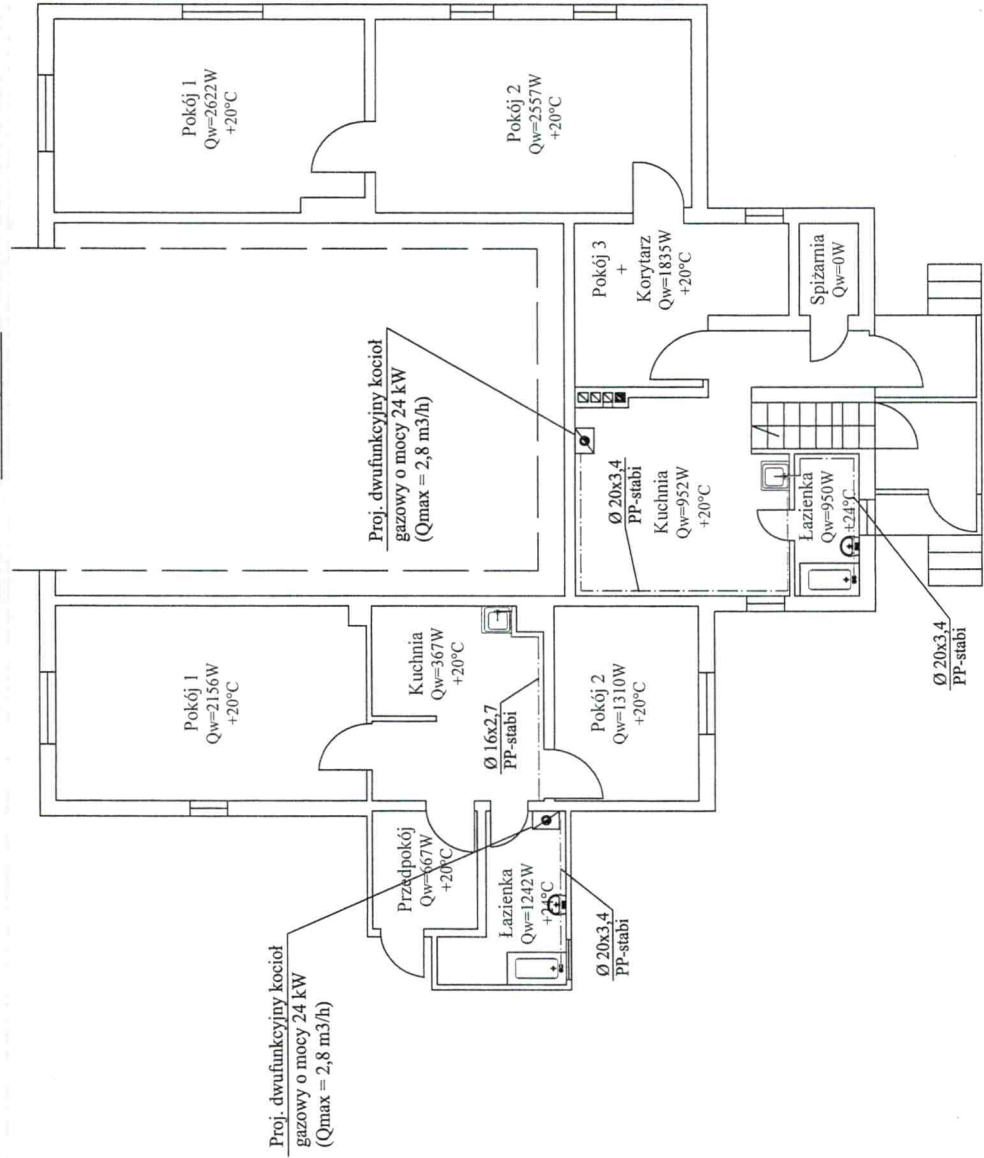 Pokój 1
Qw=2622W
+20°C
Pokój 2
Qw=2557W
+20°C
Pokój 3
+
Korytarz
Qw=1835W
+20°C
Spiżarnia
Qw=0W
Proj. dwufunkcyjny kocioł
gazowy o mocy 24 kW
(Qmax = 2,8 m3/h)
Ø 20x3,4
PP-stabi
Kuchnia
Qw=952W
+20°C
Łazienka
Qw=950W
+24°C
Ø 20x3,4
PP-stabi
Pokój 1
Qw=2156W
+20°C
Kuchnia
Qw=367W
+20°C
Ø 16x2,7
PP-stabi
Pokój 2
Qw=1310W
+20°C
Przedpokój
Qw=667W
+20°C
Łazienka
Qw=1242W
+24°C
Ø 20x3,4
PP-stabi
Proj. dwufunkcyjny kocioł
gazowy o mocy 24 kW
(Qmax = 2,8 m3/h)